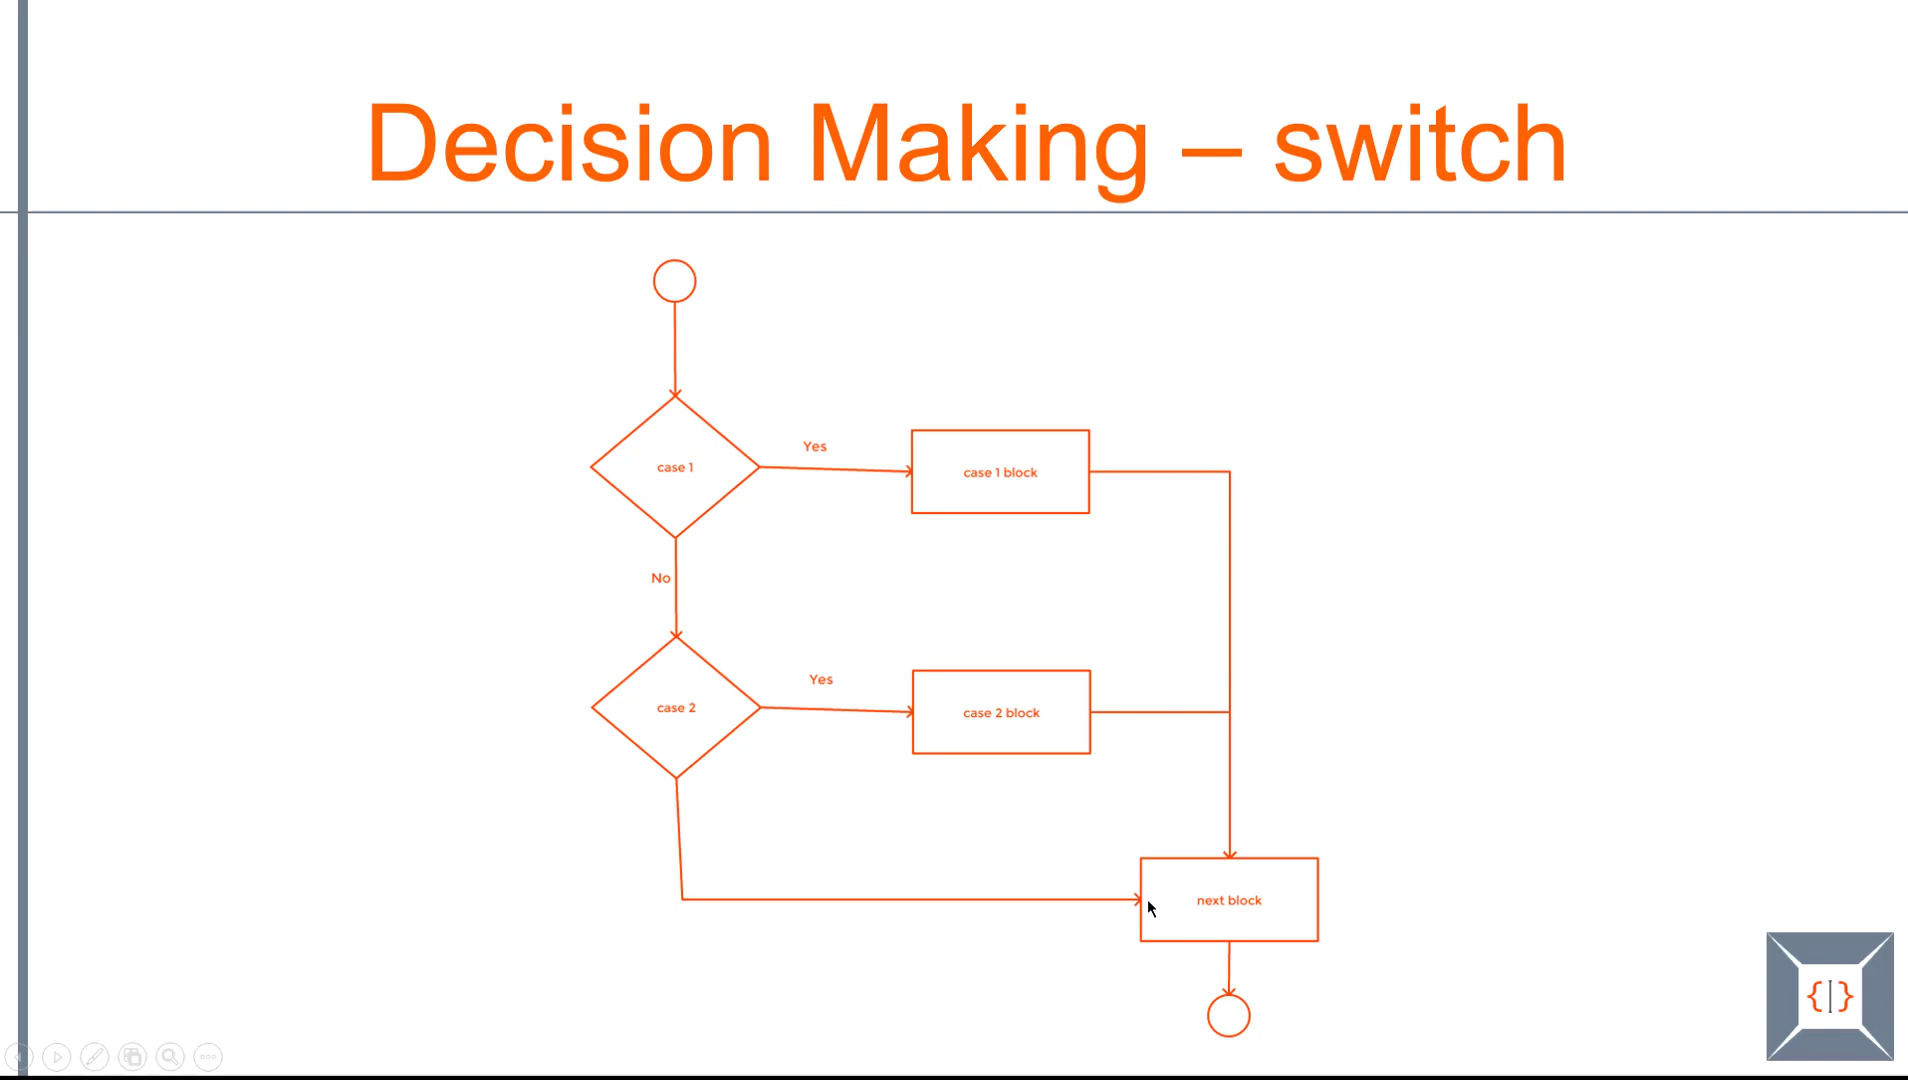 Decision Making – switch
case 1
Yes
case 1 block
No
case 2
Yes
case 2 block
next block
{|}